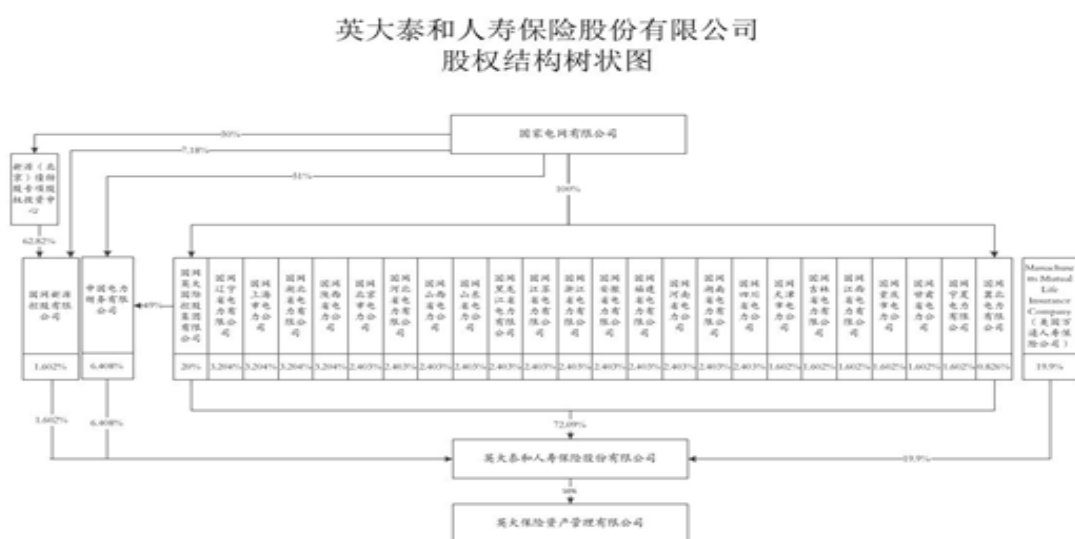 英大泰和人寿保险股份有限公司
股权结构树状图
国家电网有限公司
50%
7.18%
51%
100%
62.82%
49%
国网新源控股有限公司
中国电力财务有限公司
国网英大国际控股集团有限公司
国网辽宁省电力有限公司
国网上海市电力公司
国网湖北省电力有限公司
国网陕西省电力公司
国网北京市电力公司
国网河北省电力有限公司
国网山西省电力公司
国网山东省电力公司
国网黑龙江省电力有限公司
国网江苏省电力有限公司
国网浙江省电力有限公司
国网安徽省电力有限公司
国网福建省电力有限公司
国网河南省电力公司
国网湖南省电力有限公司
国网四川省电力公司
国网天津市电力公司
国网吉林省电力有限公司
国网江西省电力有限公司
国网重庆市电力公司
国网甘肃省电力公司
国网宁夏电力有限公司
国网冀北电力有限公司
Life
Insurance
Company
(美国万
通人寿保
险公司)
1.602%
6.408%
20%
3.204%
3.204%
3.204%
3.204%
2.403%
2.403%
2.403%
2.403%
2.403%
2.403%
2.403%
2.403%
2.403%
2.403%
2.403%
2.403%
1.602%
1.602%
1.602%
1.602%
1.602%
1.602%
0.826%
19.9%
1.602%
6.408%
72.09%
英大泰和人寿保险股份有限公司
19.9%
英大保险资产管理有限公司